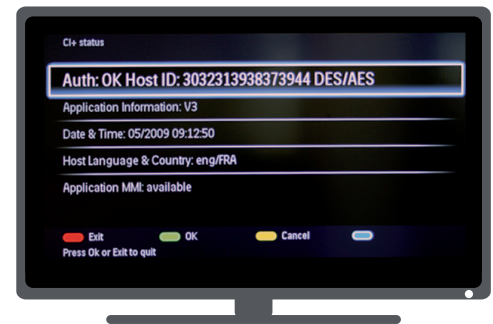 CI+ status
Auth: OK Host ID: 3032313938373944 DES/AES
Application Information: V3
Date & Time: 05/2009 09:12:50
Host Language & Country: eng/FRA
Application MMI: available
Exit OK Cancel
Press Ok or Exit to quit